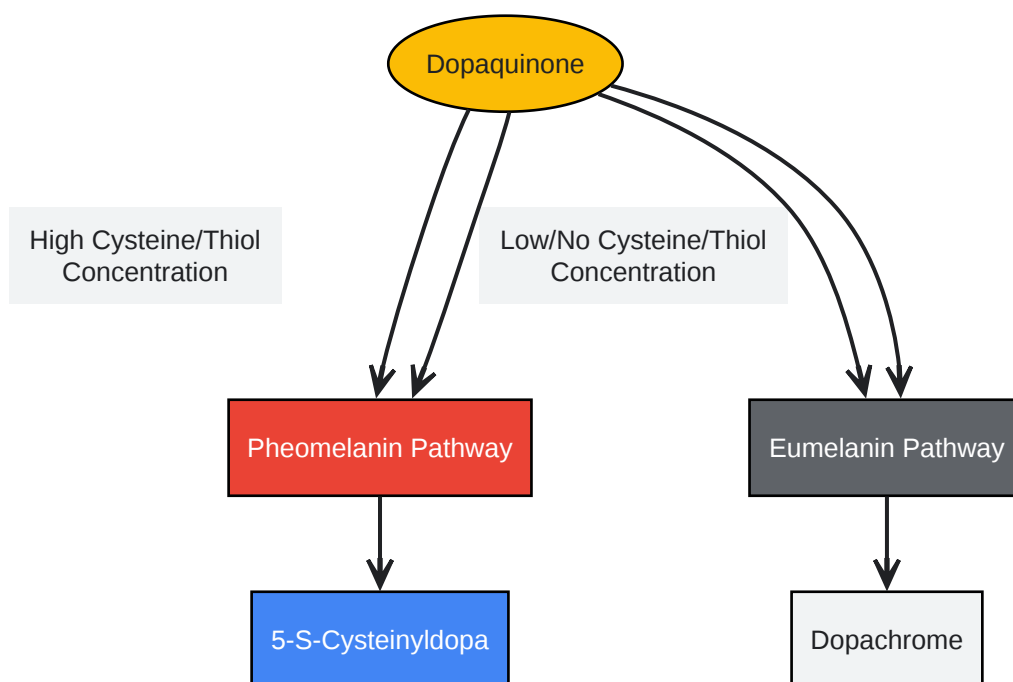 Dopaquinone
High Cysteine/Thiol
Concentration
Low/No Cysteine/Thiol
Concentration
Pheomelanin Pathway
Eumelanin Pathway
5-S-Cysteinyldopa
Dopachrome